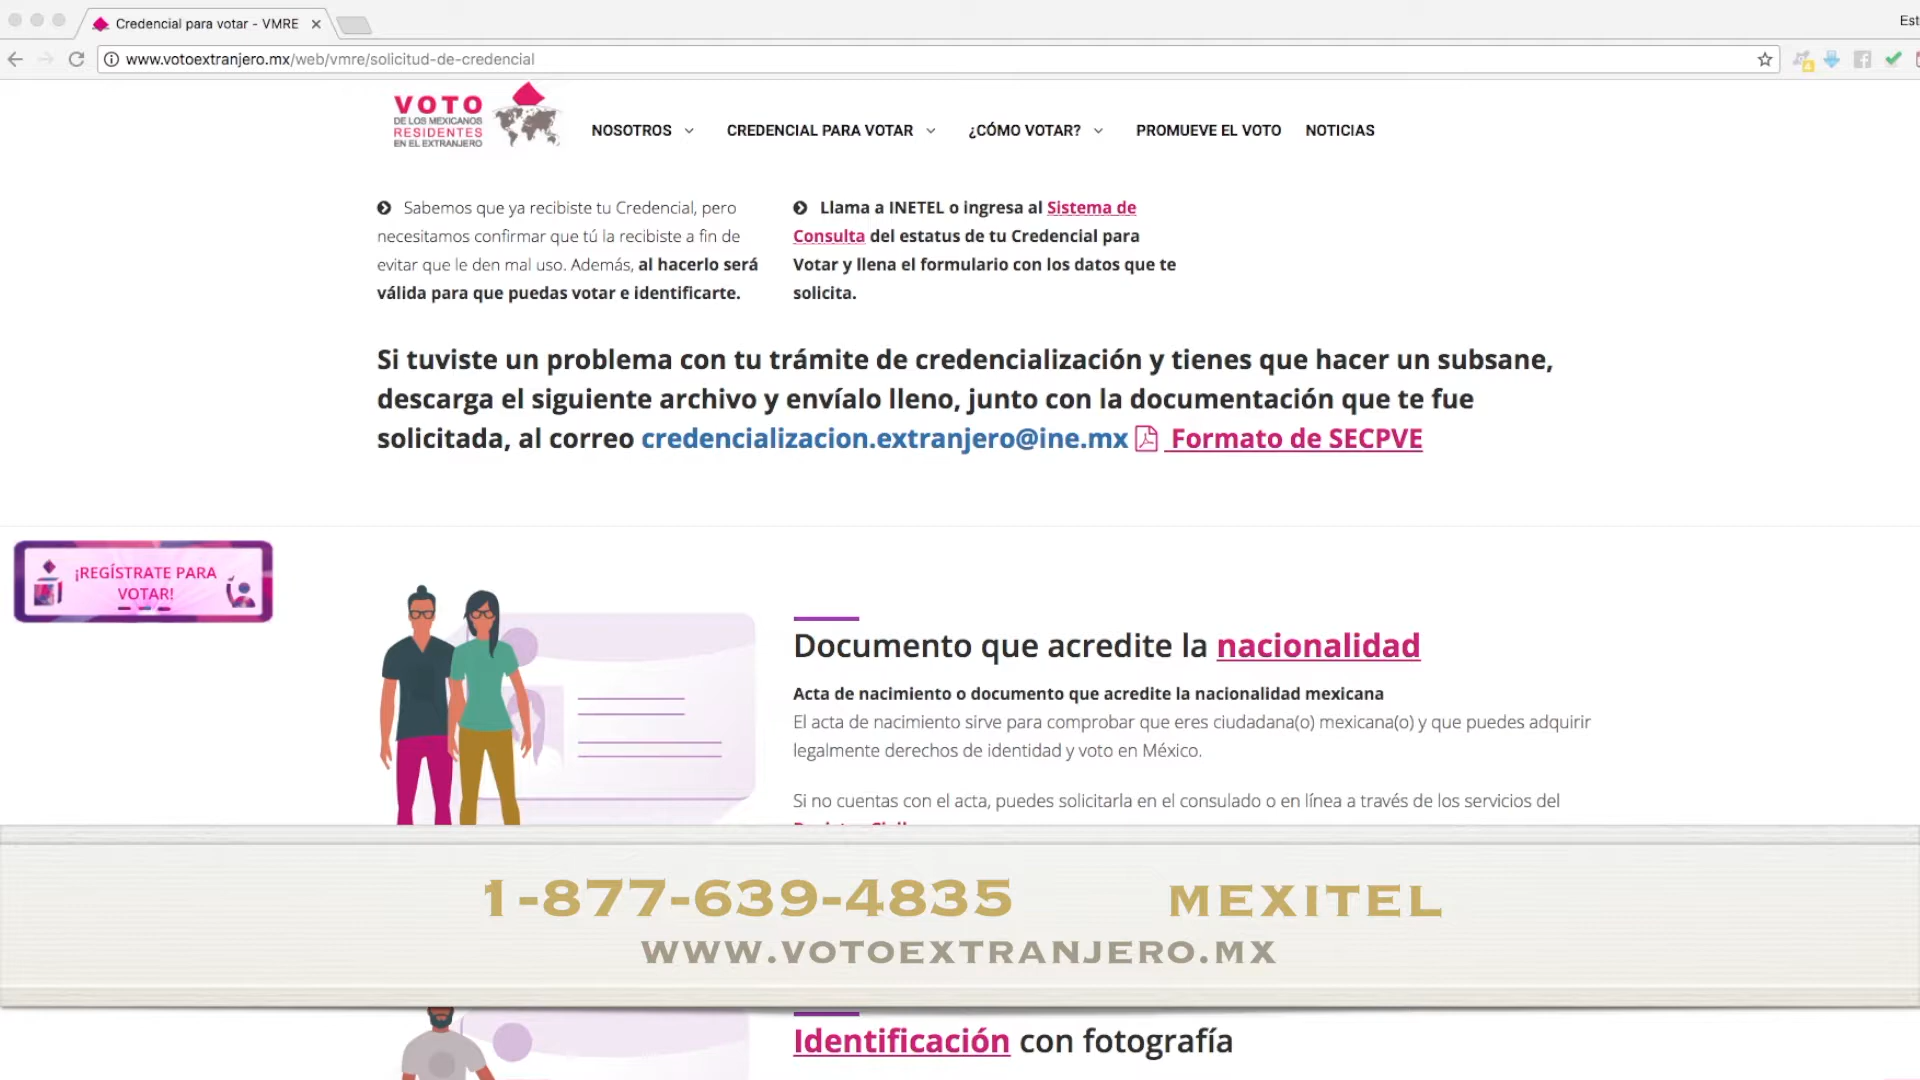 Credencial para votar - VMRE
Est
www.votoextranjero.mx/web/vmre/solicitud-de-credencial
VOTO
DE LOS MEXICANOS
RESIDENTES
EN EL EXTRANJERO
NOSOTROS
CREDENCIAL PARA VOTAR
¿CÓMO VOTAR?
PROMUEVE EL VOTO
NOTICIAS
Sabemos que ya recibiste tu Credencial, pero
necesitamos confirmar que tú la recibiste a fin de
evitar que le den mal uso. Además, al hacerlo será
válida para que puedas votar e identificarte.
Llama a INETEL o ingresa al Sistema de
Consulta del estatus de tu Credencial para
Votar y llena el formulario con los datos que te
solicita.
Si tuviste un problema con tu trámite de credencialización y tienes que hacer un subsane,
descarga el siguiente archivo y envíalo lleno, junto con la documentación que te fue
solicitada, al correo credencializacion.extranjero@ine.mx Formato de SECPVE
¡REGÍSTRATE PARA
VOTAR!
Documento que acredite la nacionalidad
Acta de nacimiento o documento que acredite la nacionalidad mexicana
El acta de nacimiento sirve para comprobar que eres ciudadana(o) mexicana(o) y que puedes adquirir
legalmente derechos de identidad y voto en México.
Si no cuentas con el acta, puedes solicitarla en el consulado o en línea a través de los servicios del
1-877-639-4835 MEXITEL
WWW.VOTOEXTRANJERO.MX
Identificación con fotografía